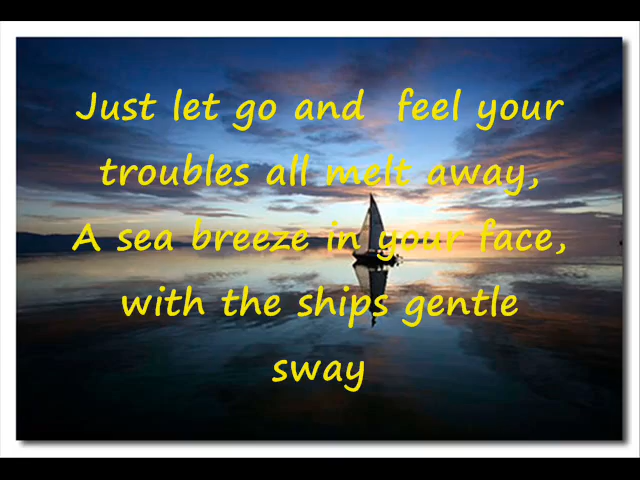 Just let go and feel your
troubles all melt away,
A sea breeze in your face,
with the ships gentle
sway